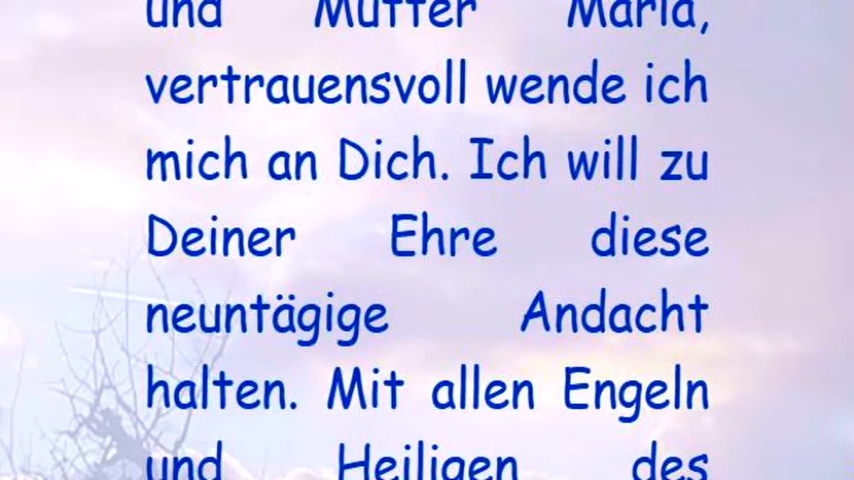 und Mutter Maria,
vertrauensvoll wende ich
mich an Dich. Ich will zu
Deiner Ehre diese
neuntägige Andacht
halten. Mit allen Engeln
und Heiligen des